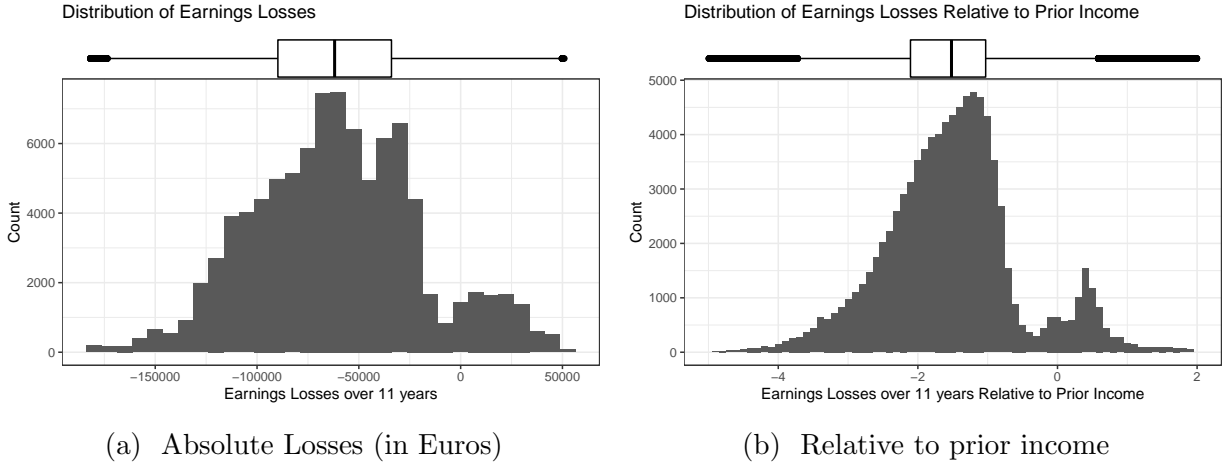 Distribution of Earnings Losses
6000
4000
2000
0
Count
−150000
−100000
−50000
0
50000
Earnings Losses over 11 years
(a) Absolute Losses (in Euros)
Distribution of Earnings Losses Relative to Prior Income
5000
4000
3000
2000
1000
0
Count
−4
−2
0
2
Earnings Losses over 11 years Relative to Prior Income
(b) Relative to prior income